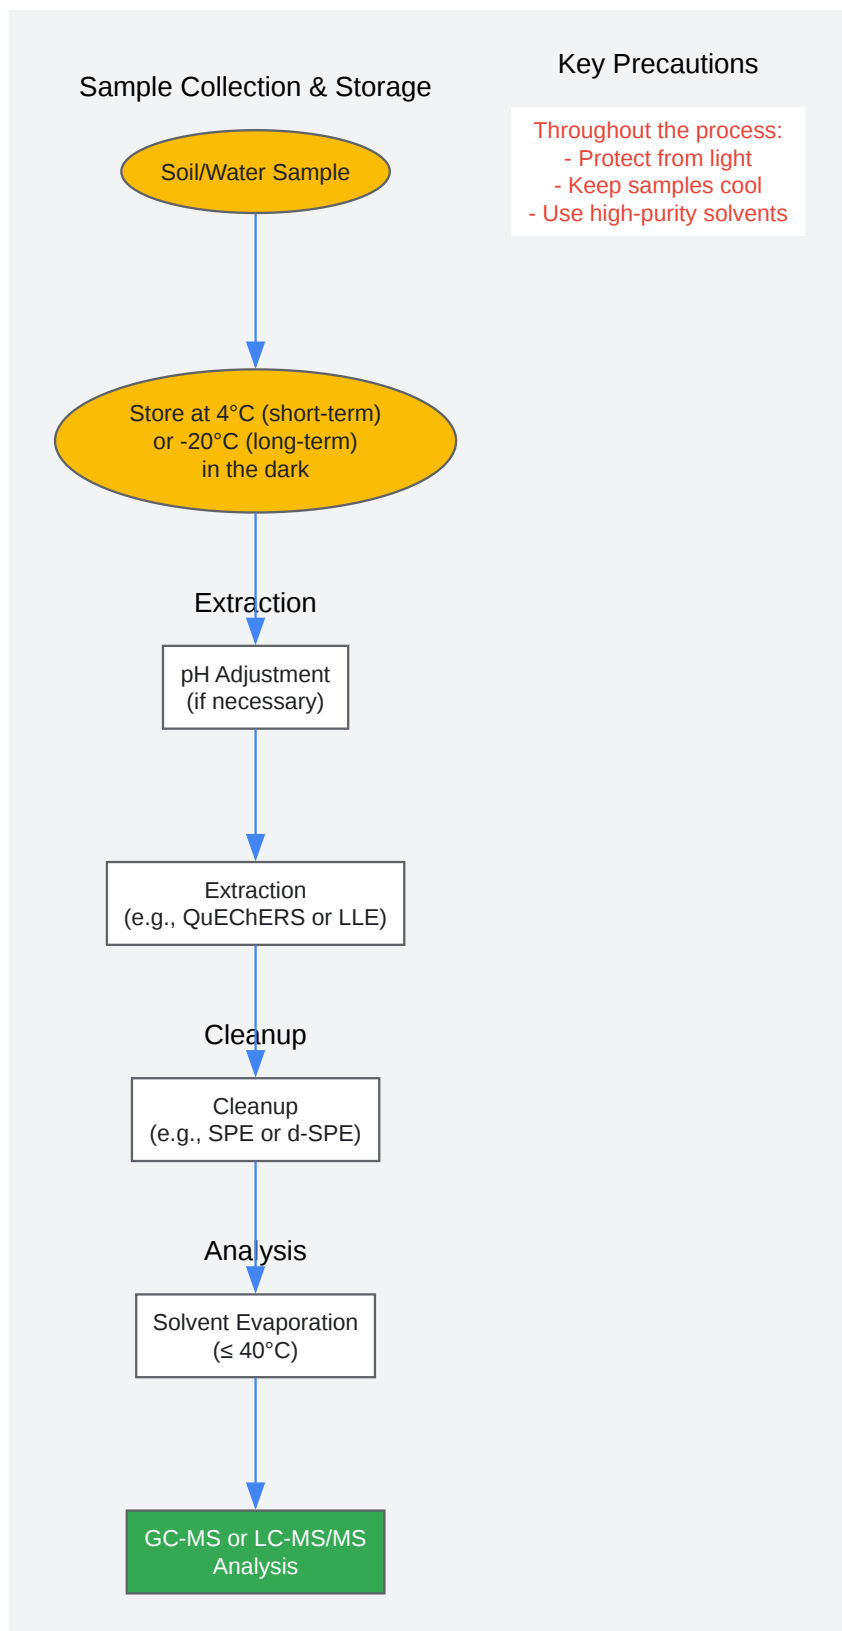 Sample Collection & Storage
Soil/Water Sample
Store at 4°C (short-term)
or -20°C (long-term)
in the dark
Extraction
pH Adjustment
(if necessary)
Extraction
(e.g., QuEChERS or LLE)
Cleanup
Cleanup
(e.g., SPE or d-SPE)
Analysis
Solvent Evaporation
(≤ 40°C)
GC-MS or LC-MS/MS
Analysis
Key Precautions
Throughout the process:
- Protect from light
- Keep samples cool
- Use high-purity solvents